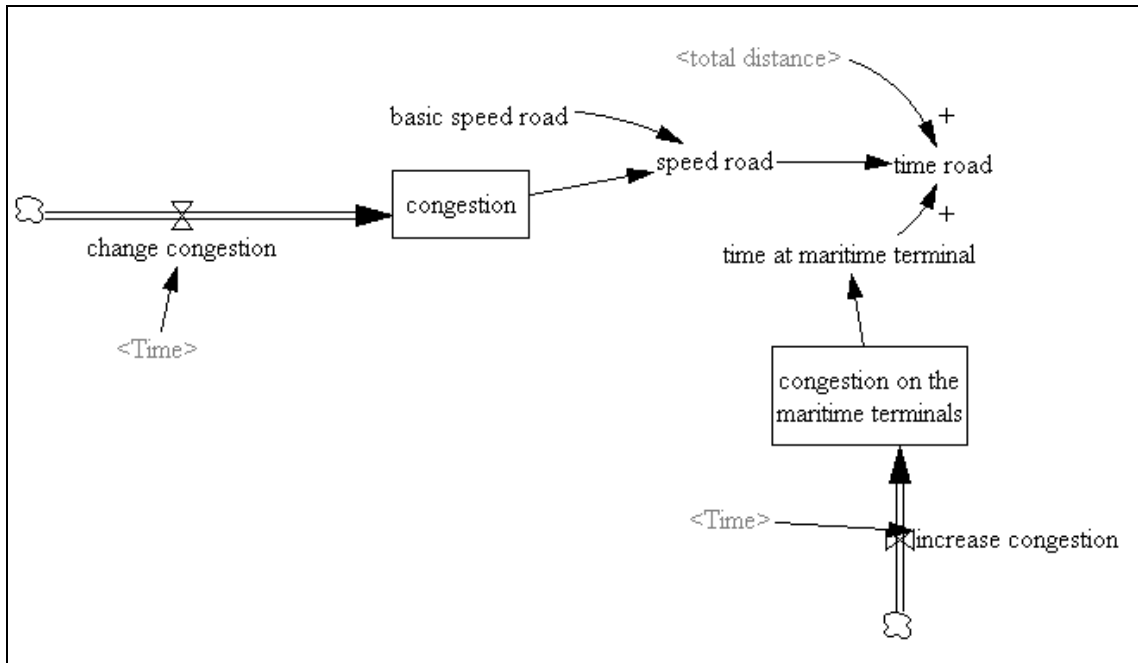 <total distance>
basic speed road
+
speed road
time road
congestion
+
change congestion
time at maritime terminal
<Time>
congestion on the
maritime terminals
<Time>
increase congestion